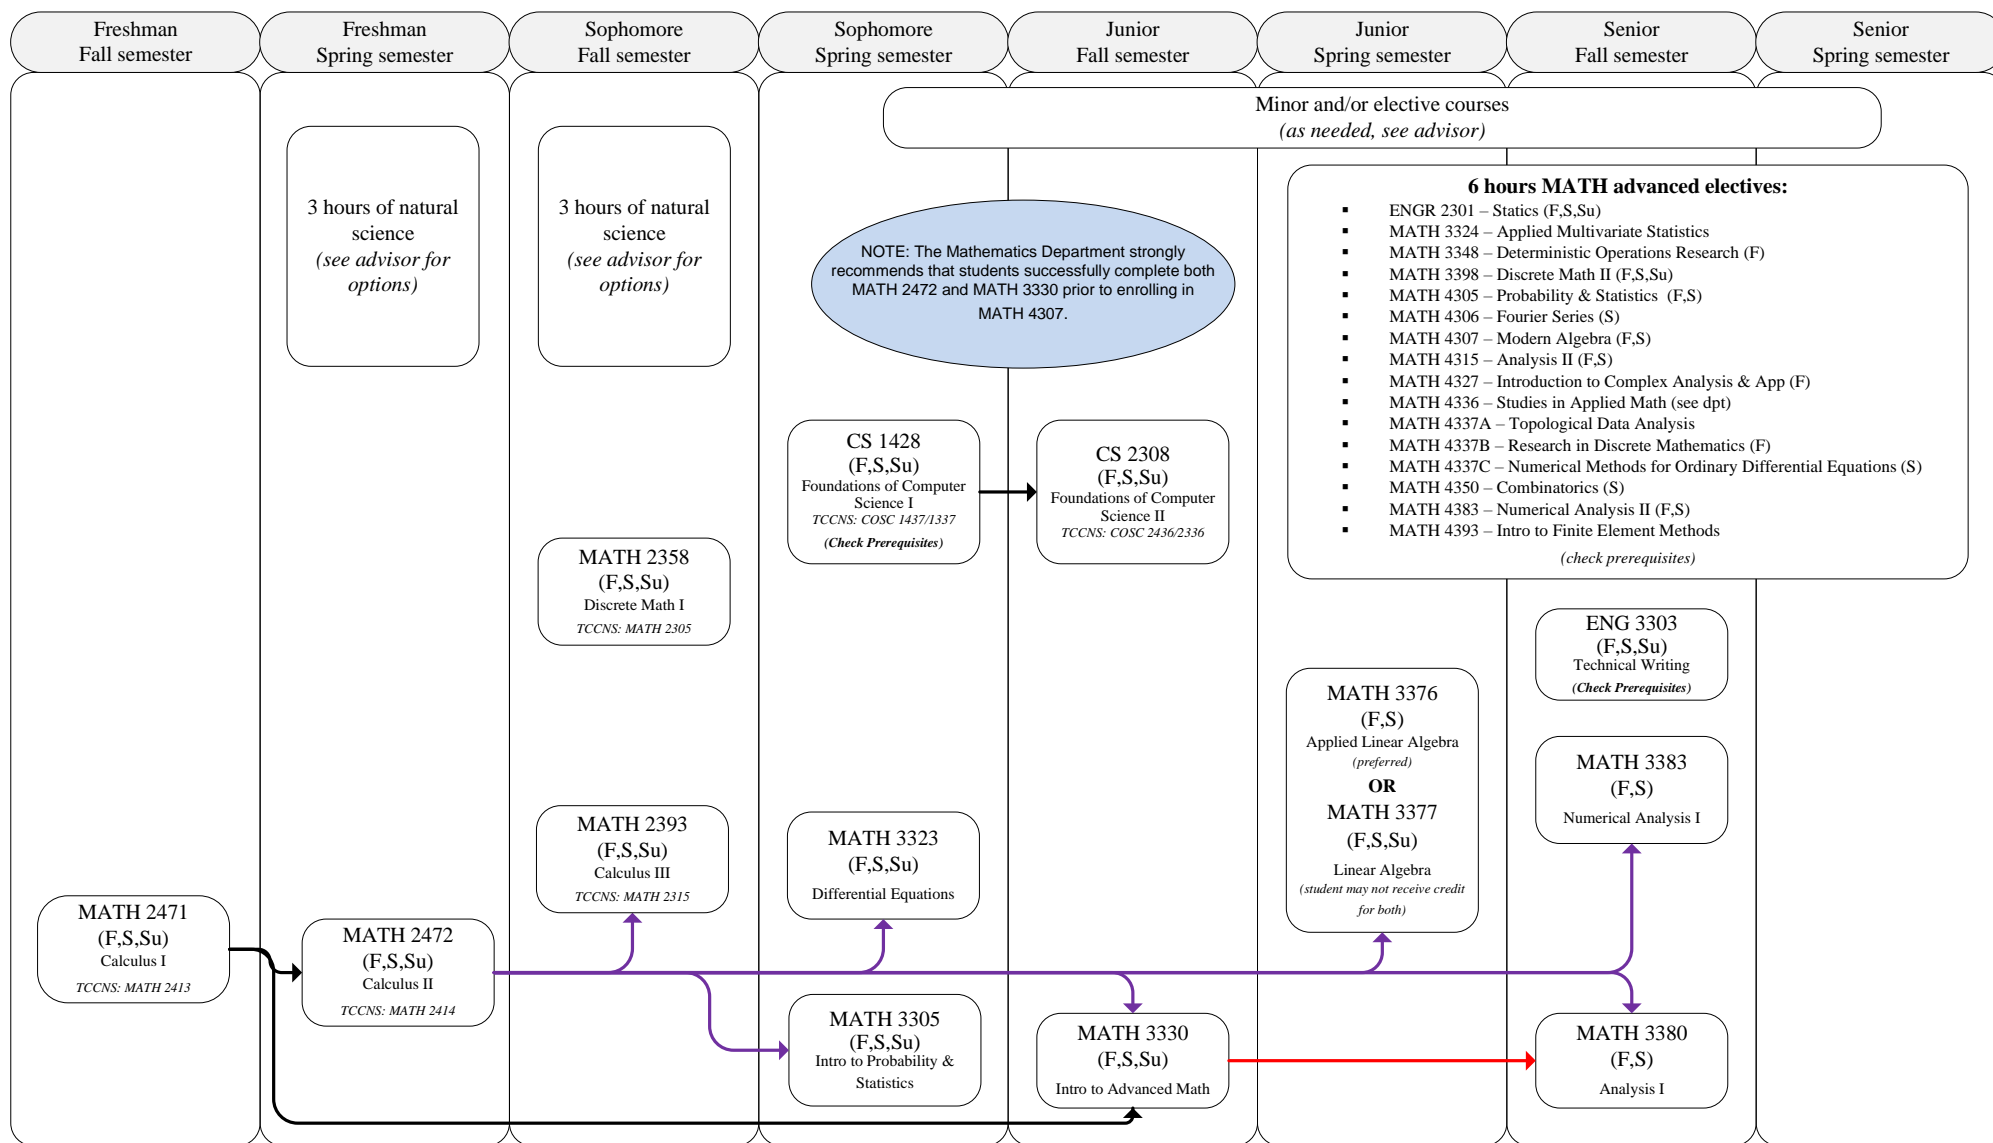 Freshman
Fall semester
Freshman
Spring semester
Sophomore
Fall semester
Sophomore
Spring semester
Junior
Fall semester
Junior
Spring semester
Senior
Fall semester
Senior
Spring semester
Minor and/or elective courses
(as needed, see advisor)
3 hours of natural
science
(see advisor for
options)
3 hours of natural
science
(see advisor for
options)
NOTE: The Mathematics Department strongly
recommends that students successfully complete both
MATH 2472 and MATH 3330 prior to enrolling in
MATH 4307.
6 hours MATH advanced electives:
▪ ENGR 2301 – Statics (F,S,Su)
▪ MATH 3324 – Applied Multivariate Statistics
▪ MATH 3348 – Deterministic Operations Research (F)
▪ MATH 3398 – Discrete Math II (F,S,Su)
▪ MATH 4305 – Probability & Statistics  (F,S)
▪ MATH 4306 – Fourier Series (S)
▪ MATH 4307 – Modern Algebra (F,S)
▪ MATH 4315 – Analysis II (F,S)
▪ MATH 4327 – Introduction to Complex Analysis & App (F)
▪ MATH 4336 – Studies in Applied Math (see dpt)
▪ MATH 4337A – Topological Data Analysis
▪ MATH 4337B – Research in Discrete Mathematics (F)
▪ MATH 4337C – Numerical Methods for Ordinary Differential Equations (S)
▪ MATH 4350 – Combinatorics (S)
▪ MATH 4383 – Numerical Analysis II (F,S)
▪ MATH 4393 – Intro to Finite Element Methods
(check prerequisites)
CS 1428
(F,S,Su)
Foundations of Computer
Science I
TCCNS: COSC 1437/1337
(Check Prerequisites)
CS 2308
(F,S,Su)
Foundations of Computer
Science II
TCCNS: COSC 2436/2336
MATH 2358
(F,S,Su)
Discrete Math I
TCCNS: MATH 2305
ENG 3303
(F,S,Su)
Technical Writing
(Check Prerequisites)
MATH 3376
(F,S)
Applied Linear Algebra
(preferred)
OR
MATH 3377
(F,S,Su)
Linear Algebra
(student may not receive credit
for both)
MATH 3383
(F,S)
Numerical Analysis I
MATH 2393
(F,S,Su)
Calculus III
TCCNS: MATH 2315
MATH 3323
(F,S,Su)
Differential Equations
MATH 2471
(F,S,Su)
Calculus I
TCCNS: MATH 2413
MATH 2472
(F,S,Su)
Calculus II
TCCNS: MATH 2414
MATH 3305
(F,S,Su)
Intro to Probability &
Statistics
MATH 3330
(F,S,Su)
Intro to Advanced Math
MATH 3380
(F,S)
Analysis I